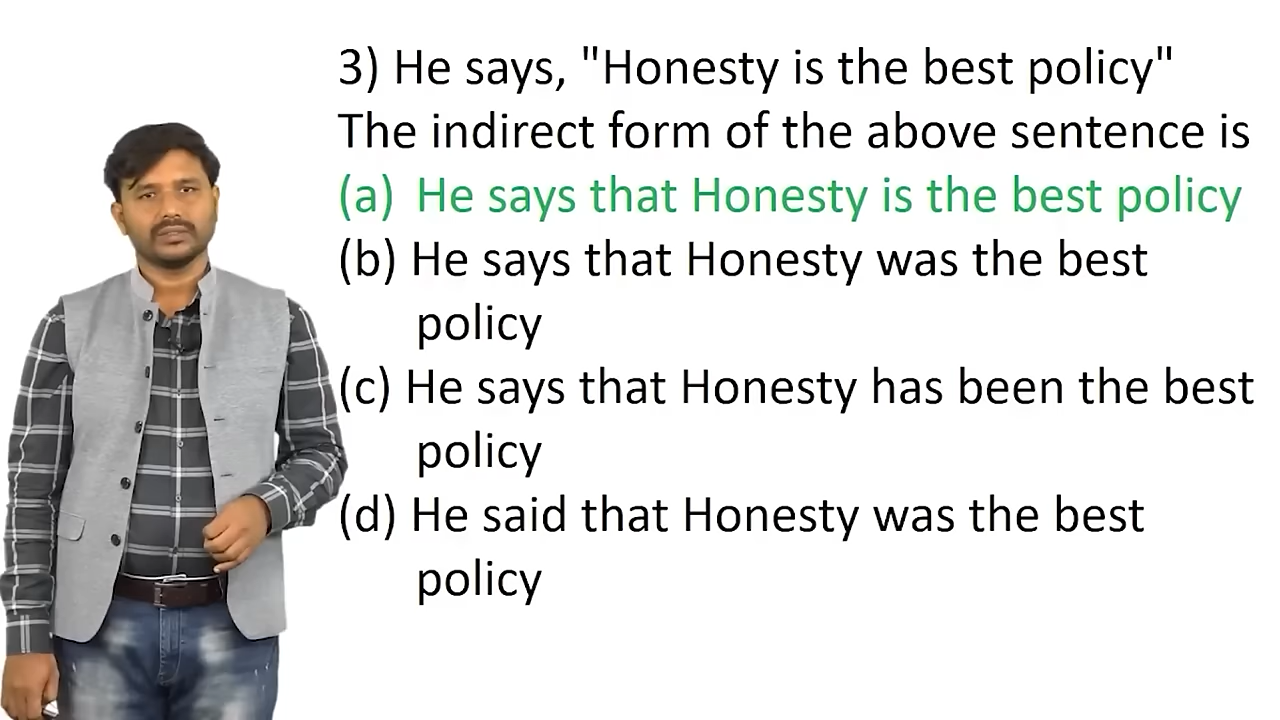 3) He says, "Honesty is the best policy"
The indirect form of the above sentence is
(a) He says that Honesty is the best policy
(b) He says that Honesty was the best
policy
(c) He says that Honesty has been the best
policy
(d) He said that Honesty was the best
policy